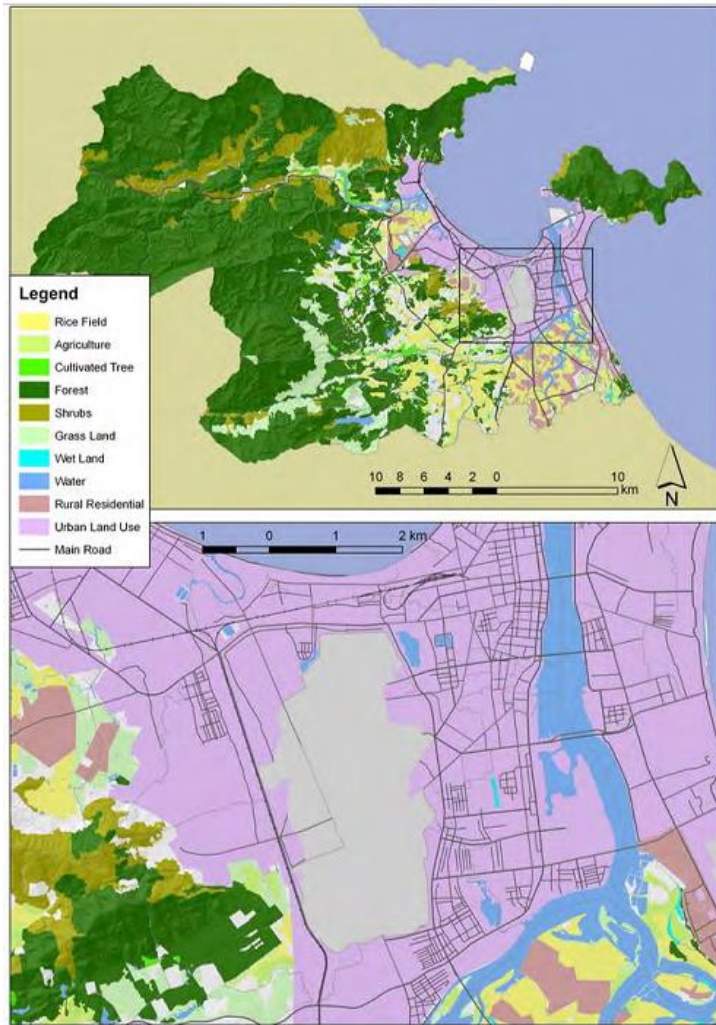 Legend
Rice Field
Agriculture
Cultivated Tree
Forest
Shrubs
Grass Land
Wet Land
Water
Rural Residential
Urban Land Use
Main Road
10 8 6 4 2 0 10
km
N
1 0 1 2 km